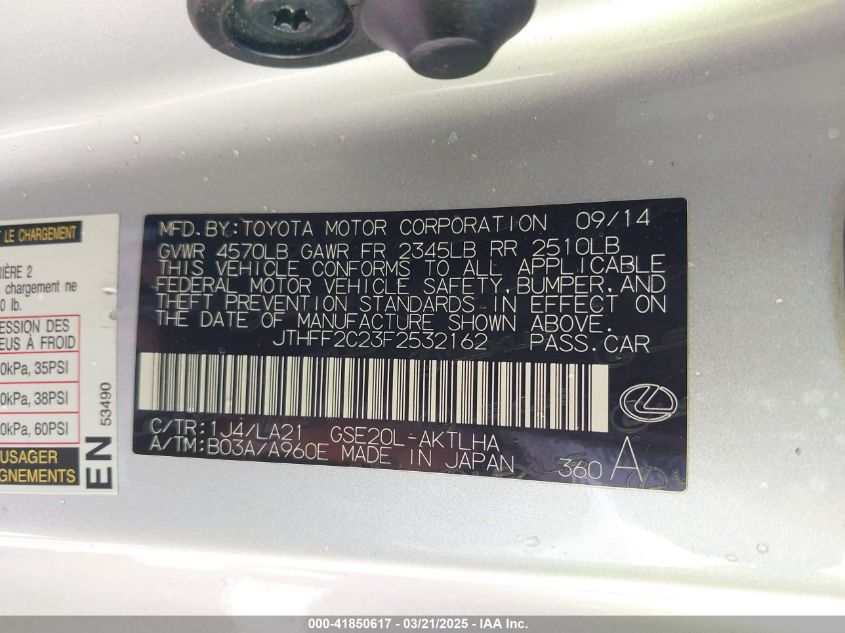 MFD.BY:TOYOTA MOTOR CORPORATION 09/14
GVWR 4570LB GAWR FR 2345LB RR 2510LB
THIS VEHICLE CONFORMS TO ALL APPLICABLE
FEDERAL MOTOR VEHICLE SAFETY,BUMPER,AND
THEFT PREVENTION STANDARDS IN EFFECT ON
THE DATE OF MANUFACTURE SHOWN ABOVE.
JTHFF2C23F2532162 PASS.CAR
C/TR:1J4/LA21 GSE20L-AKTLHA
A/TM:B03A/A960E MADE IN JAPAN 360 A
T LE CHARGEMENT
RIÈRE 2
chargement ne
0 lb.
ESSION DES
EUS À FROID
0kPa, 35PSI
0kPa, 38PSI
0kPa, 60PSI
USAGER
IGNEMENTS
53490
EN
000-41850617 - 03/21/2025 - IAA Inc.